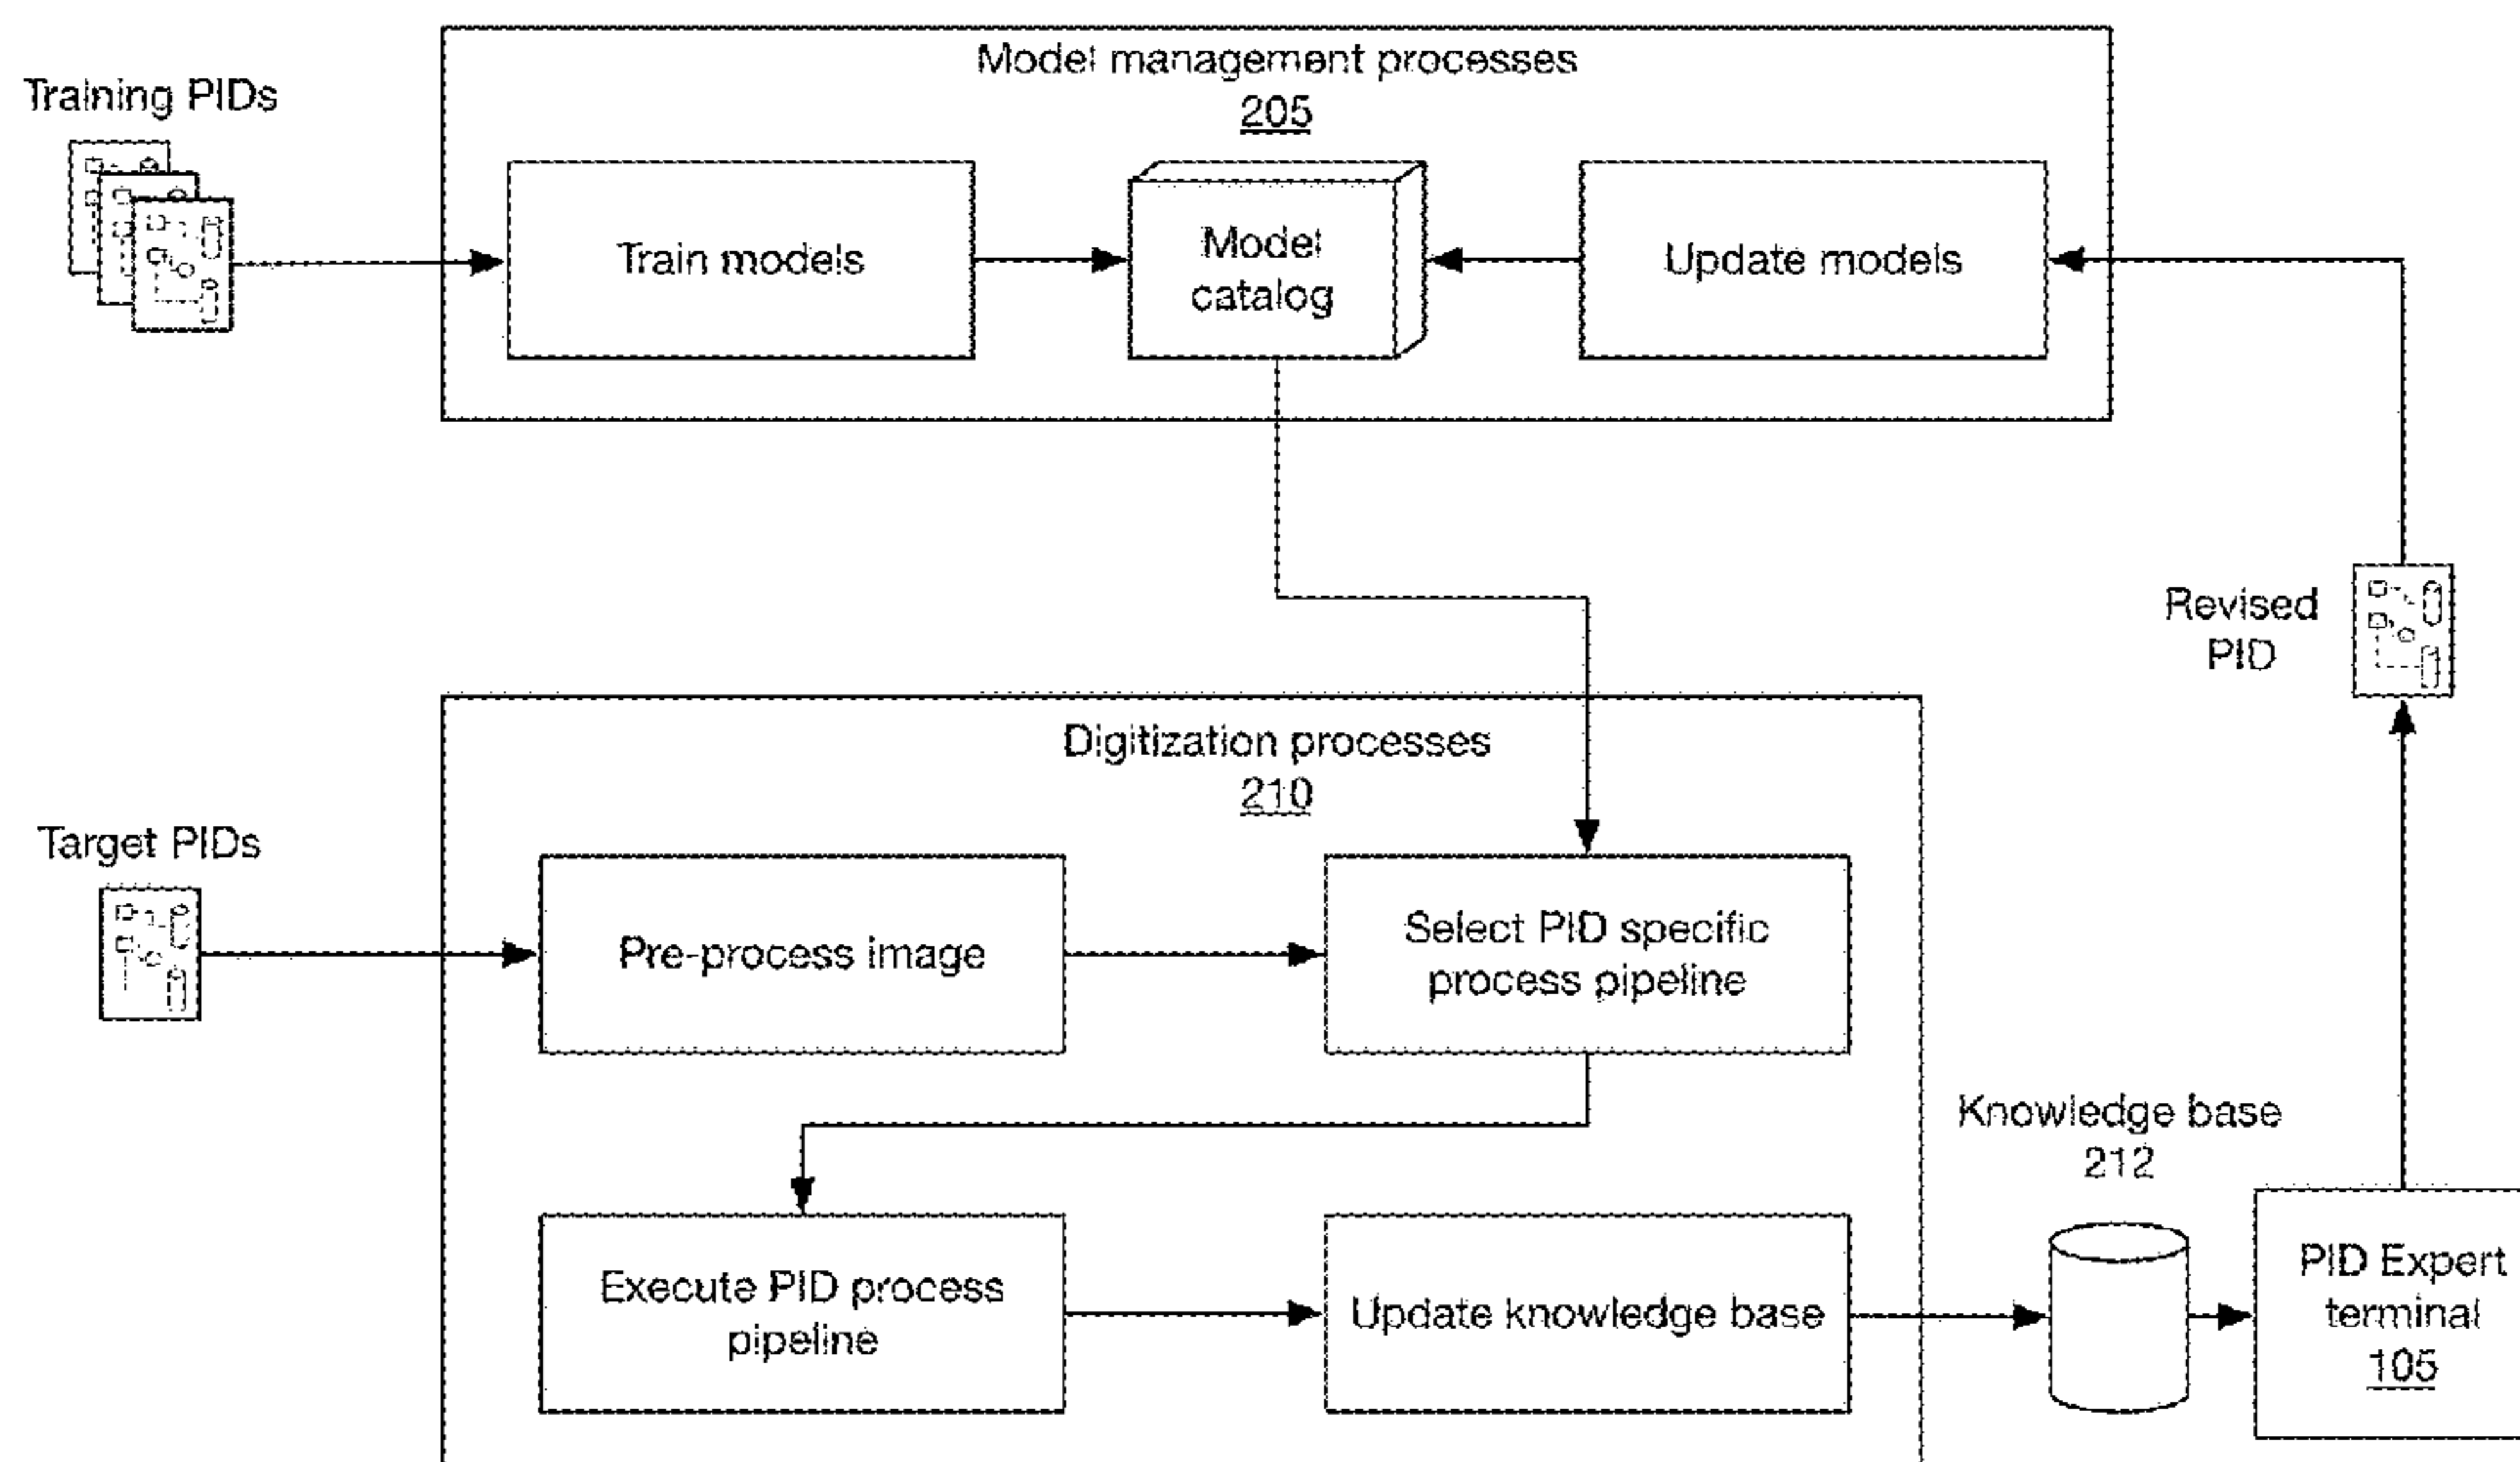 Model management processes
205
Training PIDs
Train models
Model
catalog
Update models
Revised
PID
Digitization processes
210
Target PIDs
Pre-process image
Select PID specific
process pipeline
Knowledge base
212
Execute PID process
pipeline
Update knowledge base
PID Expert
terminal
105